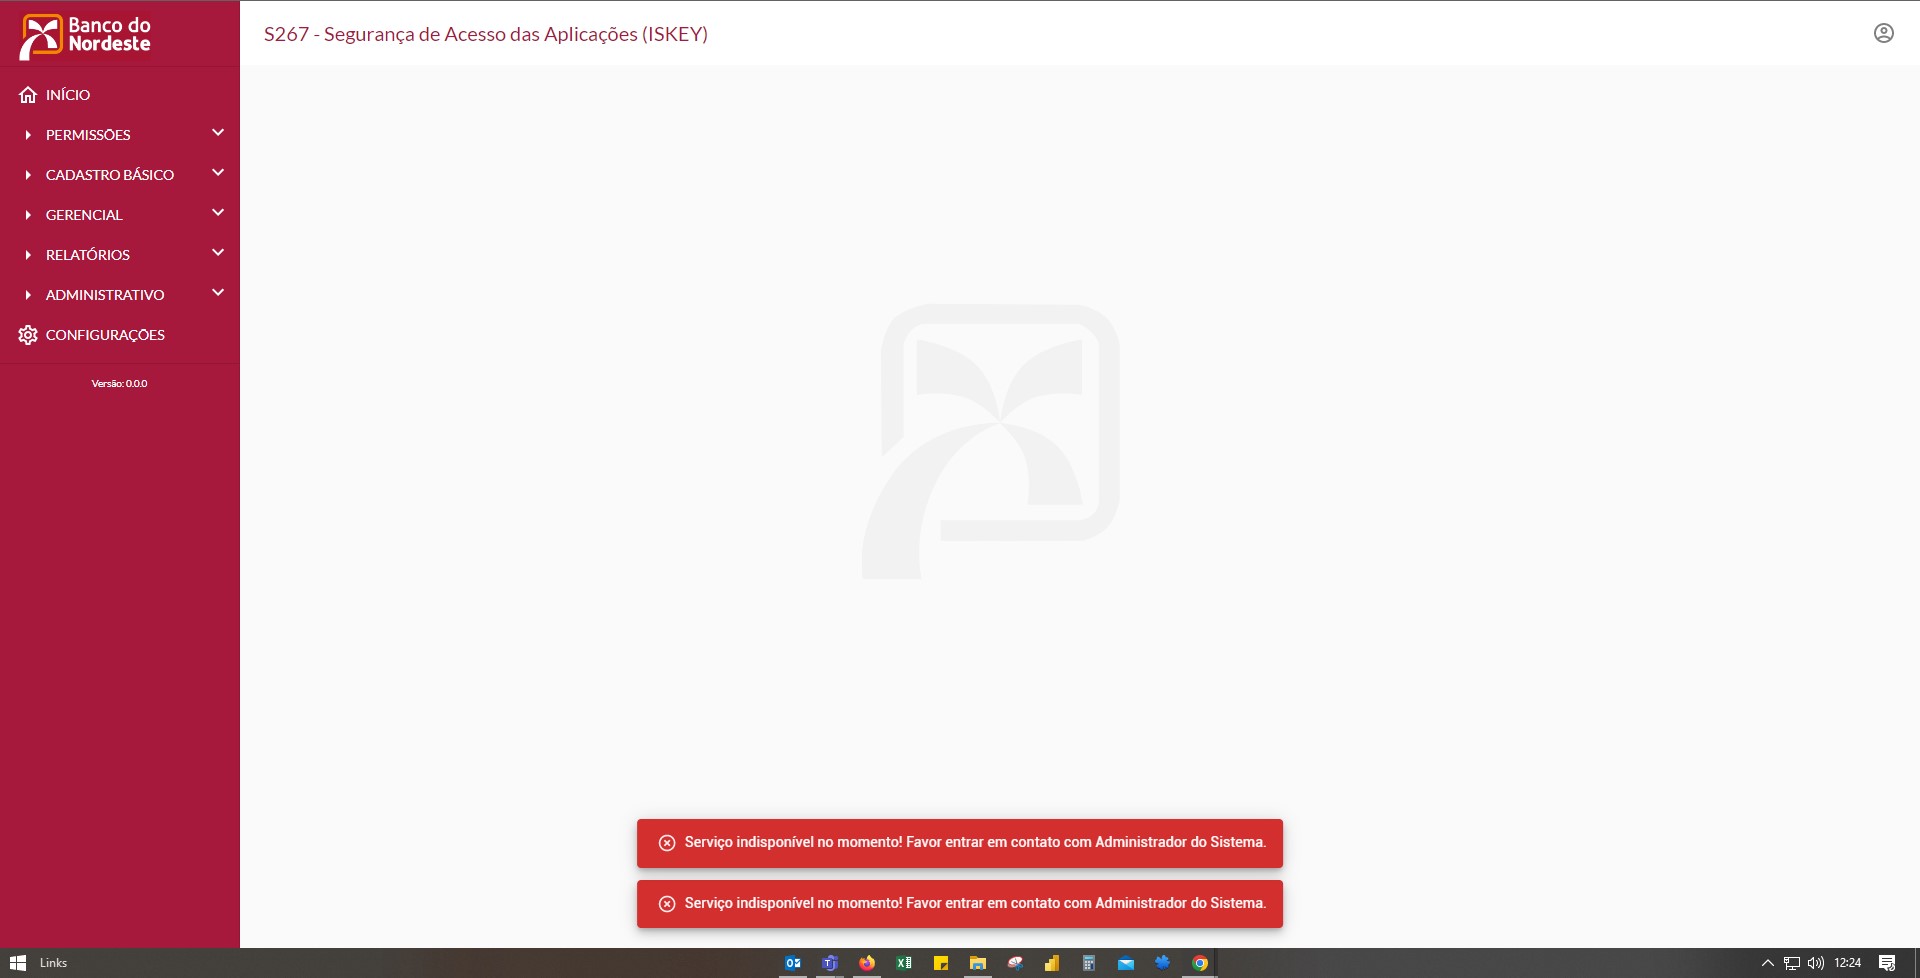 Banco do
Nordeste
S267 - Segurança de Acesso das Aplicações (ISKEY)
INÍCIO
PERMISSÕES
CADASTRO BÁSICO
GERENCIAL
RELATÓRIOS
ADMINISTRATIVO
CONFIGURAÇÕES
Versão: 0.0.0
Serviço indisponível no momento! Favor entrar em contato com Administrador do Sistema.
Serviço indisponível no momento! Favor entrar em contato com Administrador do Sistema.
Links
12:24